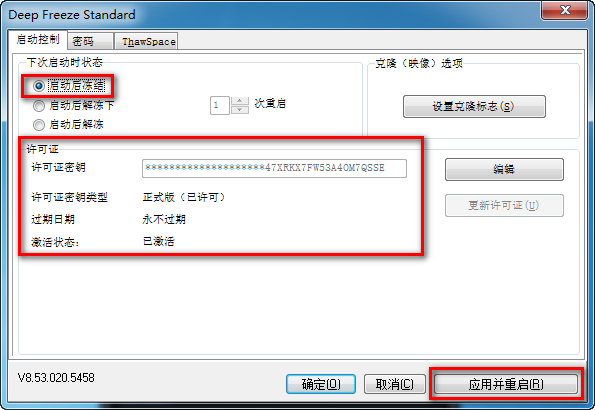 Deep Freeze Standard
启动控制 密码 ThawSpace
下次启动时状态
启动后冻结
启动后解冻下 1 次重启
启动后解冻
克隆（映像）选项
设置克隆标志(S)
许可证
许可证密钥 ********************47XRKX7FW53A40M7QSSE
编辑
许可证密钥类型 正式版（已许可）
更新许可证(U)
过期日期 永不过期
激活状态: 已激活
V8.53.020.5458
确定(O) 取消(C) 应用并重启(R)